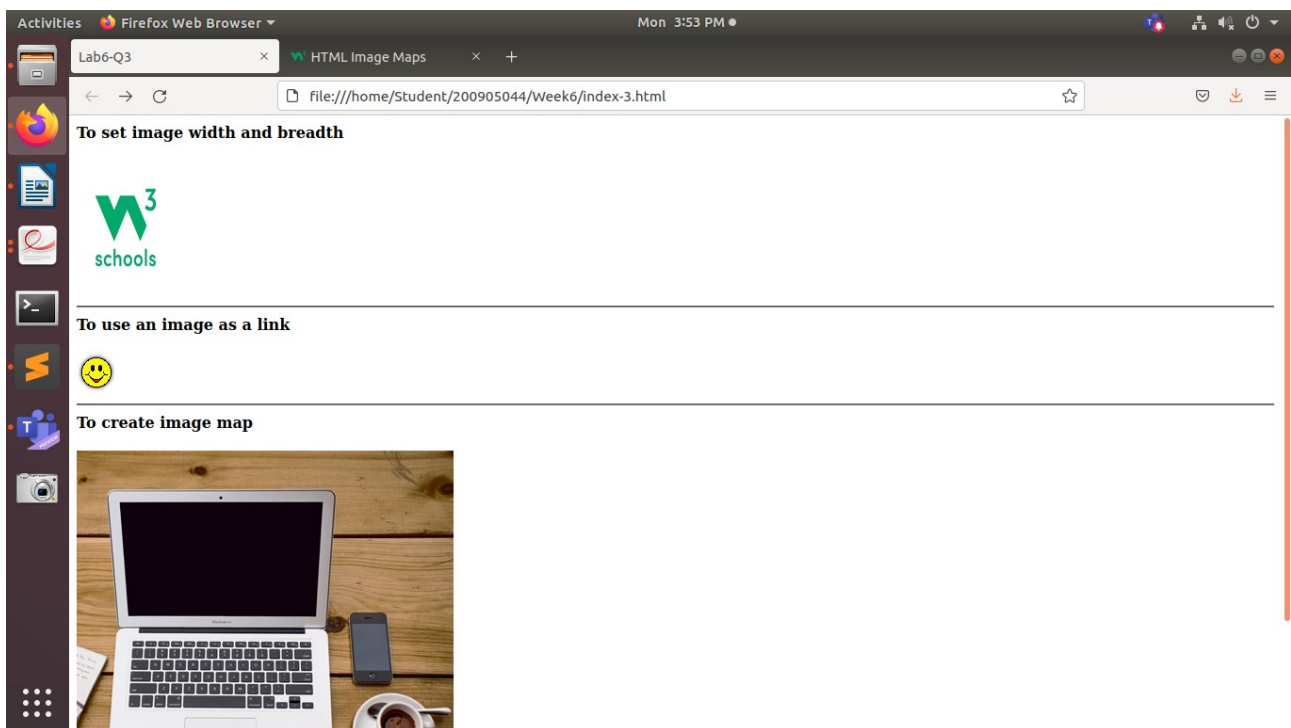 Activities Firefox Web Browser Mon 3:53 PM
Lab6-Q3 × HTML Image Maps × +
file:///home/Student/200905044/Week6/index-3.html
To set image width and breadth
W3
schools
To use an image as a link
To create image map